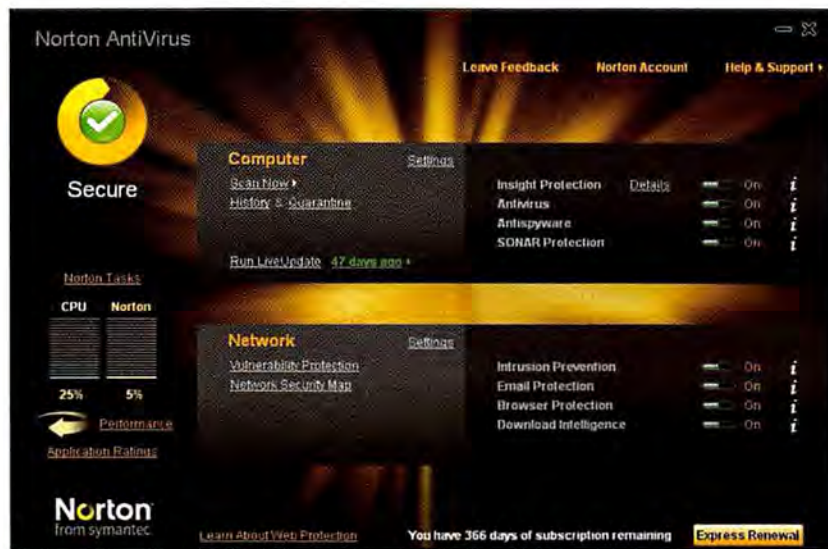 Norton AntiVirus
Leave Feedback Norton Account Help & Support
Secure
Computer Settings
Scan Now
History & Quarantine
Run LiveUpdate 47 days ago
Insight Protection Details On
Antivirus On
Antispyware On
SONAR Protection On
Norton Tasks
CPU Norton
25% 5%
Performance
Application Ratings
Network Settings
Vulnerability Protection
Network Security Map
Intrusion Prevention On
Email Protection On
Browser Protection On
Download Intelligence On
Norton
from symantec
Learn About Web Protection
You have 366 days of subscription remaining
Express Renewal